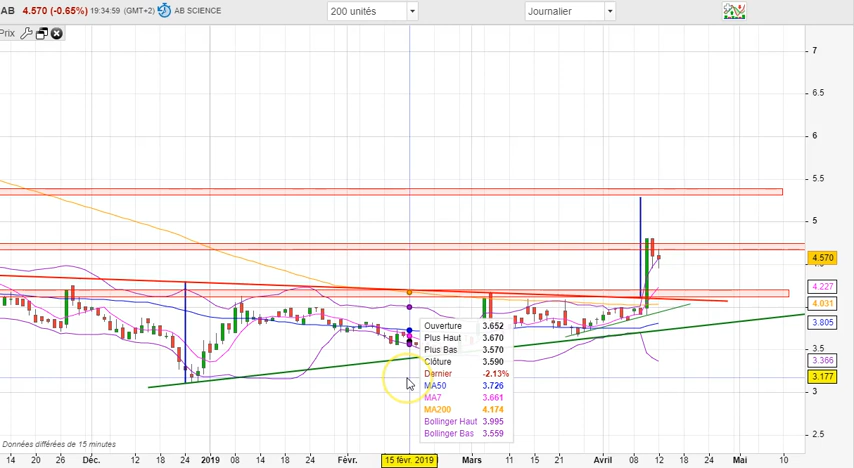 AB 4.570 (-0.65%) 19:34:59 (GMT+2) AB SCIENCE 200 unités Journalier
Prix
7
6.5
6
5.5
5
4.570
4.227
4.031
3.805
3.5
3.366
3.177
3
2.5
Ouverture 3.652
Plus Haut 3.670
Plus Bas 3.570
Clôture 3.590
Dernier -2.13%
MA50 3.726
MA7 3.661
MA200 4.174
Bollinger Haut 3.995
Bollinger Bas 3.559
Données différées de 15 minutes
14 20 26 Déc. 12 18 24 2019 08 14 18 24 Févr. 15 févr. 2019 Mars 11 15 21 Avril 08 12 18 24 Mai 10